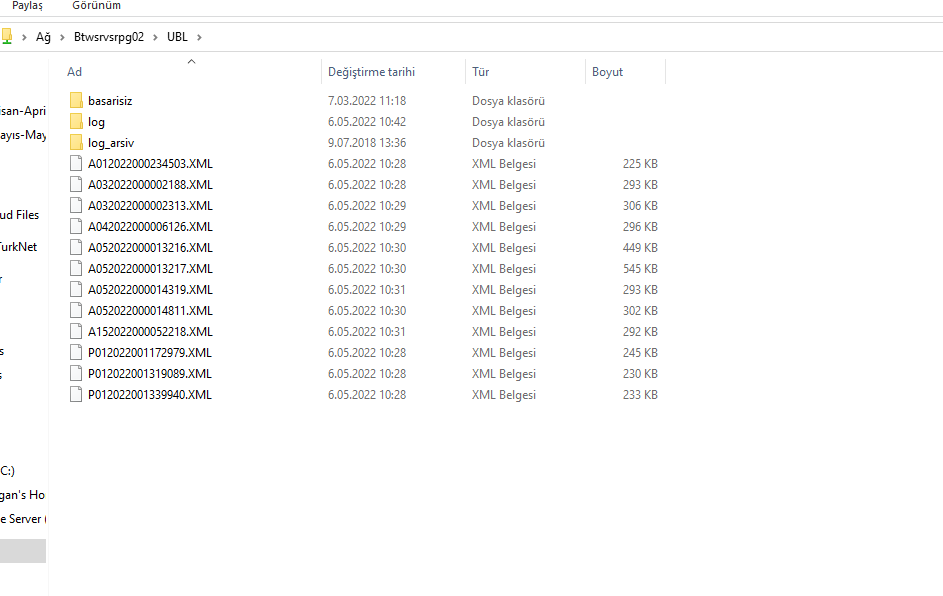 Paylaş Görünüm
Ağ Btwsrvsrpg02 UBL
Ad Değiştirme tarihi Tür Boyut
basarisiz 7.03.2022 11:18 Dosya klasörü
log 6.05.2022 10:42 Dosya klasörü
log_arsiv 9.07.2018 13:36 Dosya klasörü
A012022000234503.XML 6.05.2022 10:28 XML Belgesi 225 KB
A032022000002188.XML 6.05.2022 10:28 XML Belgesi 293 KB
A032022000002313.XML 6.05.2022 10:29 XML Belgesi 306 KB
A042022000006126.XML 6.05.2022 10:29 XML Belgesi 296 KB
A052022000013216.XML 6.05.2022 10:30 XML Belgesi 449 KB
A052022000013217.XML 6.05.2022 10:30 XML Belgesi 545 KB
A052022000014319.XML 6.05.2022 10:31 XML Belgesi 293 KB
A052022000014811.XML 6.05.2022 10:30 XML Belgesi 302 KB
A152022000052218.XML 6.05.2022 10:31 XML Belgesi 292 KB
P012022001172979.XML 6.05.2022 10:28 XML Belgesi 245 KB
P012022001319089.XML 6.05.2022 10:28 XML Belgesi 230 KB
P012022001339940.XML 6.05.2022 10:28 XML Belgesi 233 KB
isan-Apri
ayıs-May
ud Files
TurkNet
r
s
s
C:)
gan's Ho
e Server (